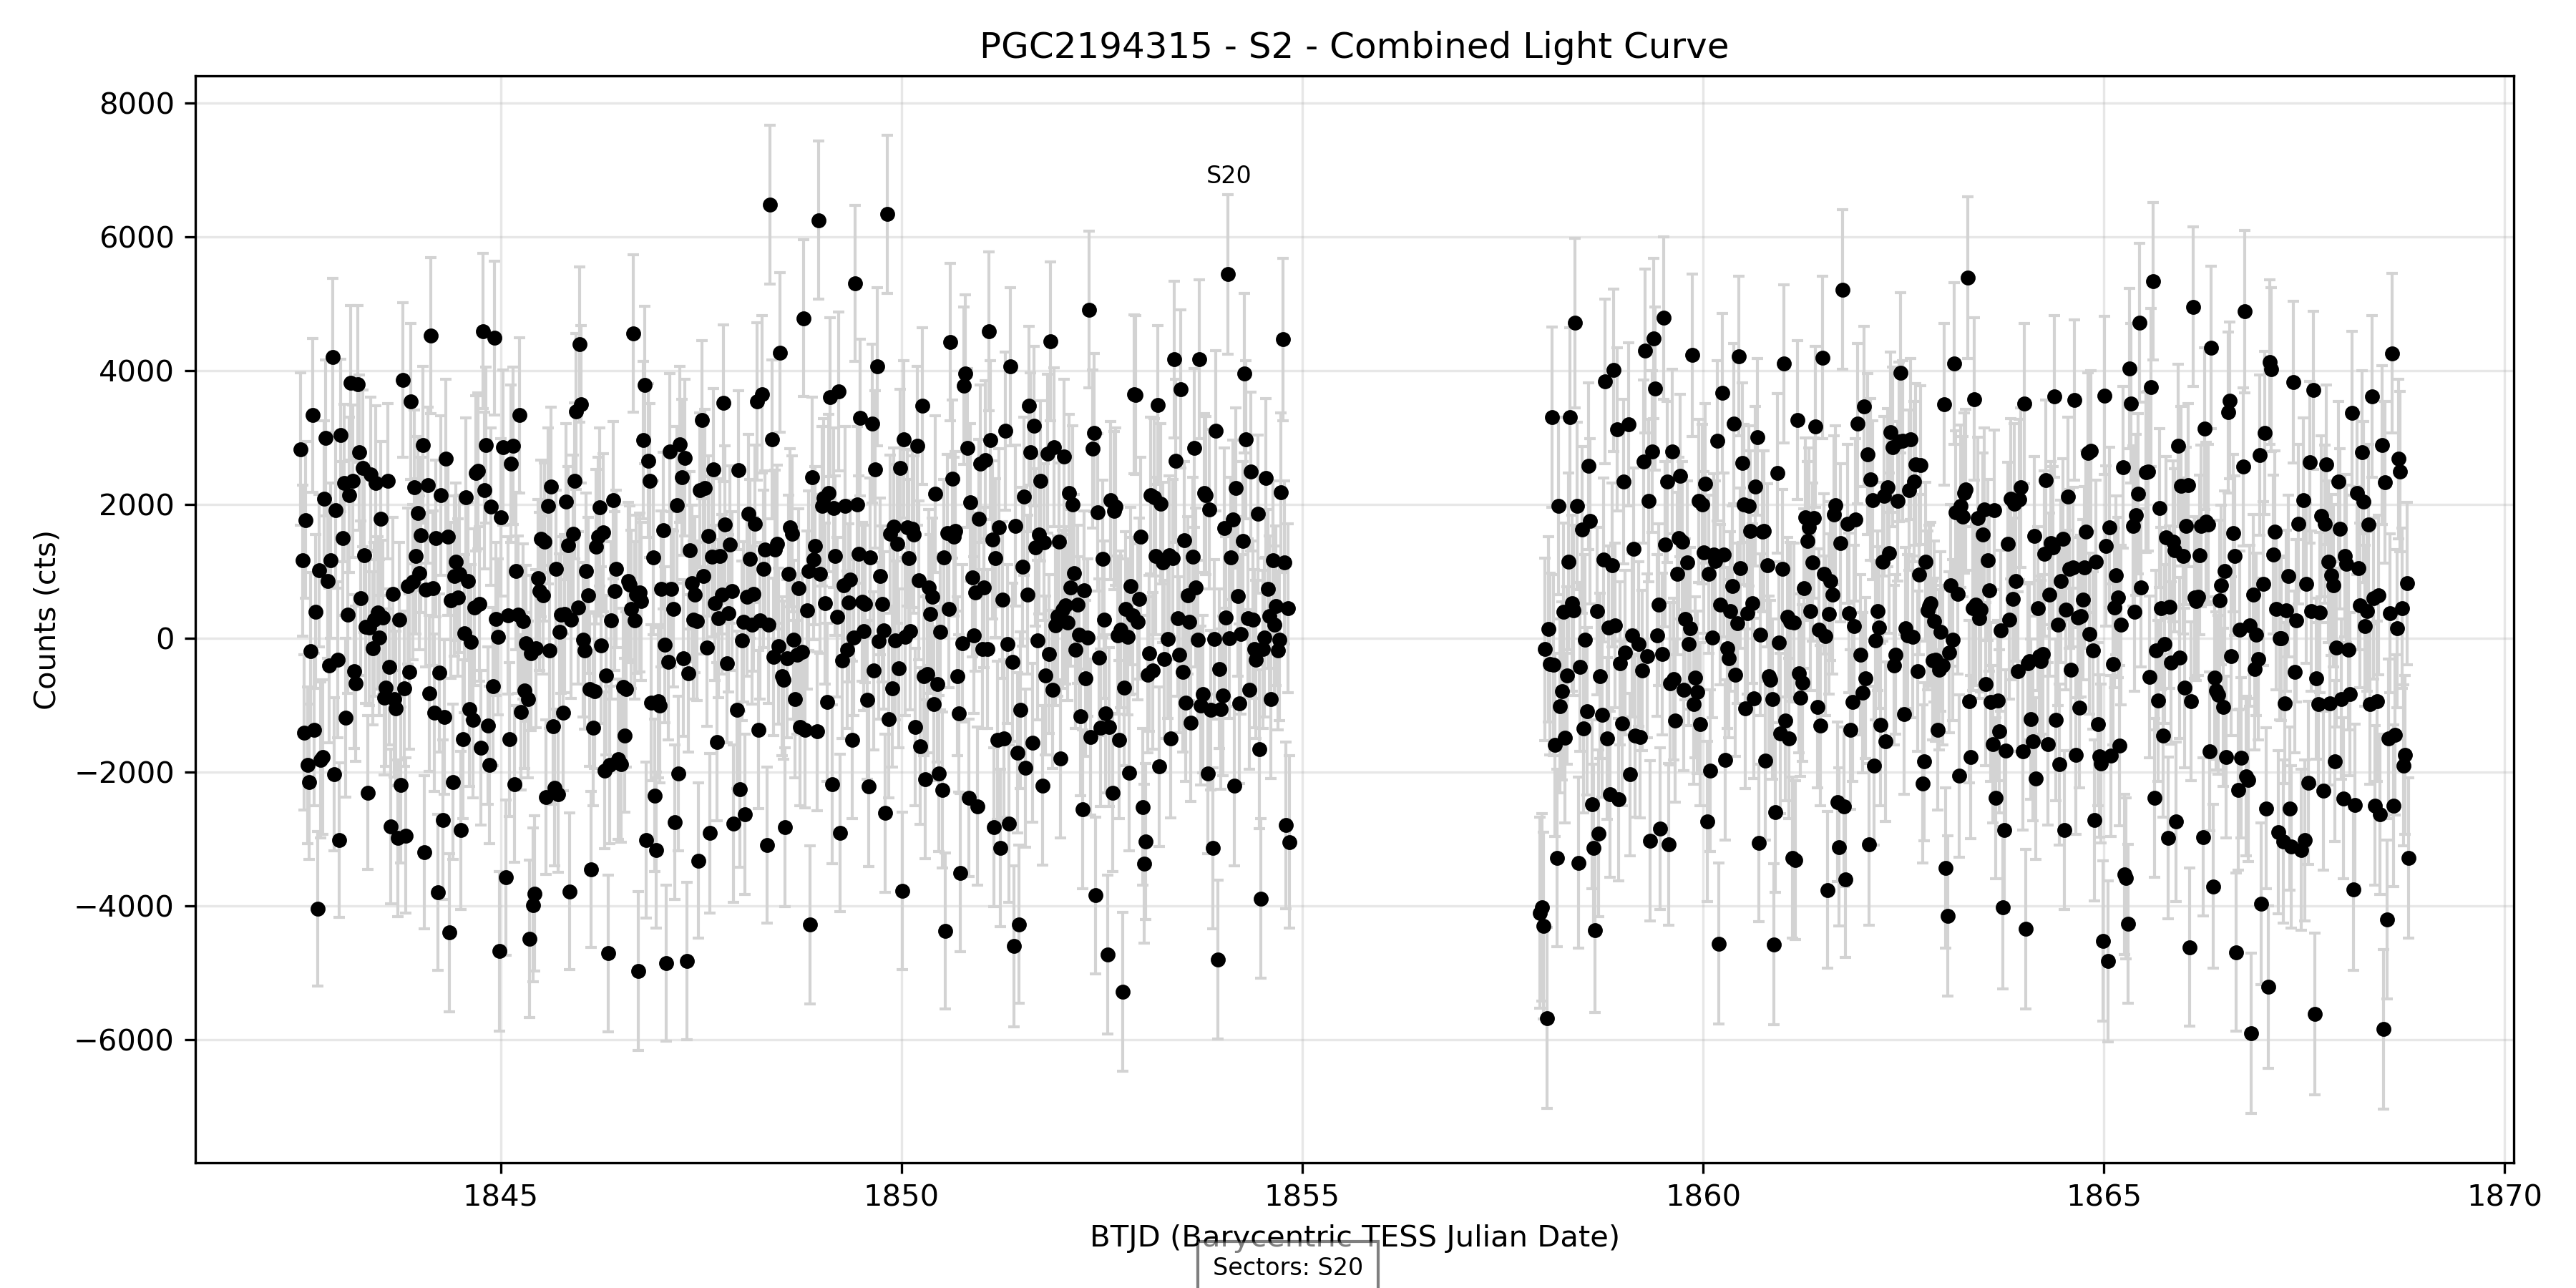 PGC2194315 - S2 - Combined Light Curve
8000
6000
4000
2000
0
−2000
−4000
−6000
Counts (cts)
S20
1845
1850
1855
1860
1865
1870
BTJD (Barycentric TESS Julian Date)
Sectors: S20